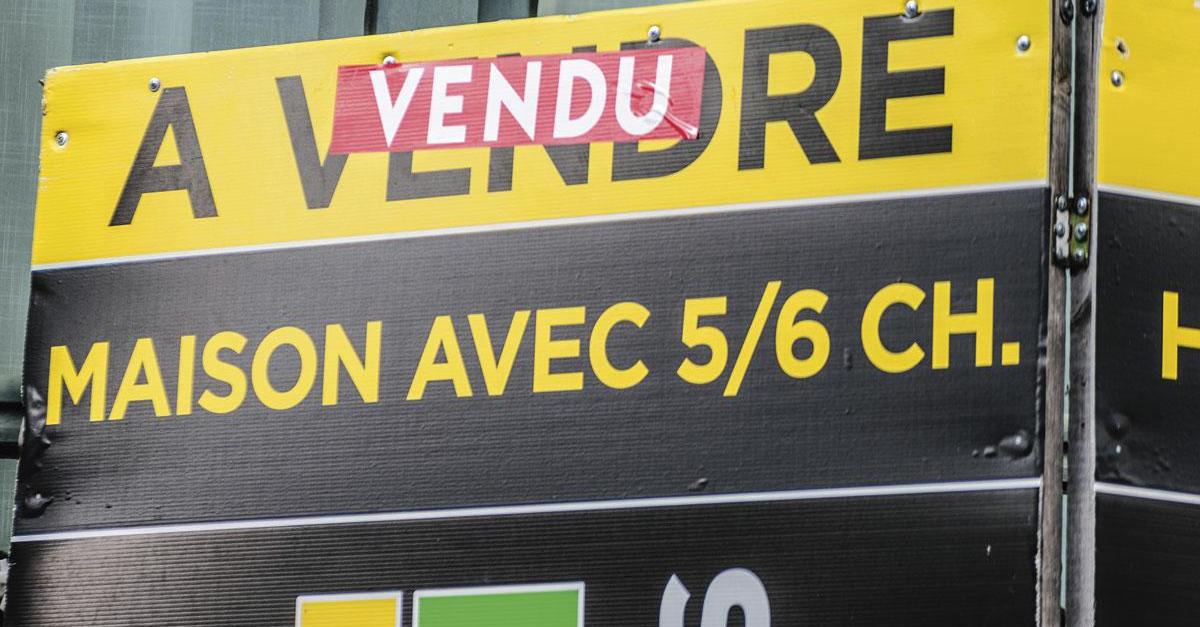 A VENDRE
VENDU
MAISON AVEC 5/6 CH.
H
S